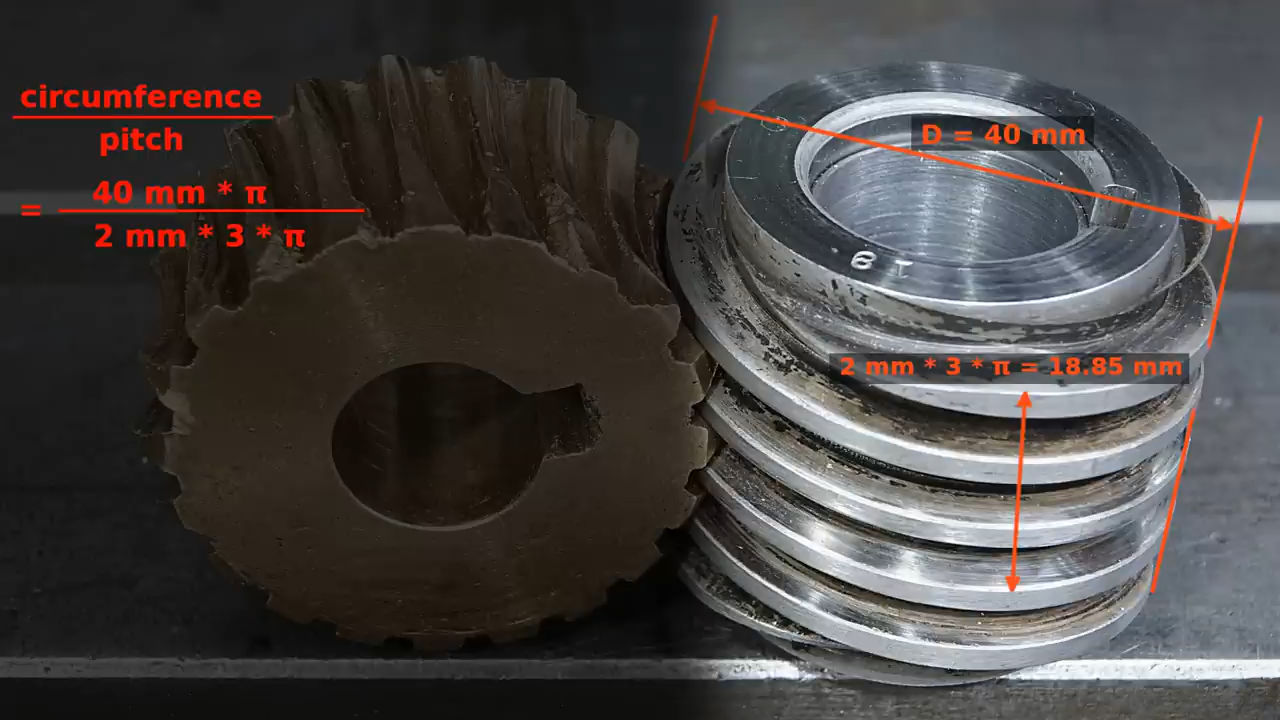 circumference
pitch
= 40 mm * π
2 mm * 3 * π
D = 40 mm
2 mm * 3 * π = 18.85 mm